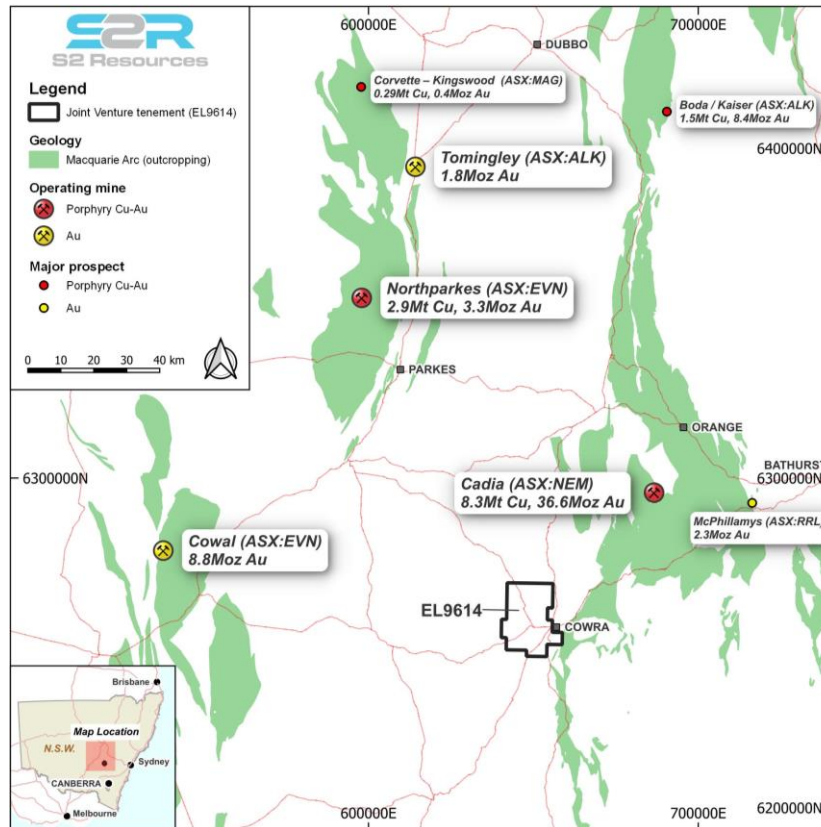 S2R
S2 Resources
Legend
Joint Venture tenement (EL9614)
Geology
Macquarie Arc (outcropping)
Operating mine
Porphyry Cu-Au
Au
Major prospect
Porphyry Cu-Au
Au
0 10 20 30 40 km
600000E
700000E
DUBBO
Corvette – Kingswood (ASX:MAG)
0.29Mt Cu, 0.4Moz Au
Boda / Kaiser (ASX:ALK)
1.5Mt Cu, 8.4Moz Au
6400000N
Tomingley (ASX:ALK)
1.8Moz Au
Northparkes (ASX:EVN)
2.9Mt Cu, 3.3Moz Au
PARKES
ORANGE
6300000N
BATHURST
6300000N
Cadia (ASX:NEM)
8.3Mt Cu, 36.6Moz Au
McPhillamys (ASX:RRL)
2.3Moz Au
Cowal (ASX:EVN)
8.8Moz Au
EL9614
COWRA
Brisbane
Map Location
N.S.W.
Sydney
CANBERRA
Melbourne
600000E
700000E
6200000N